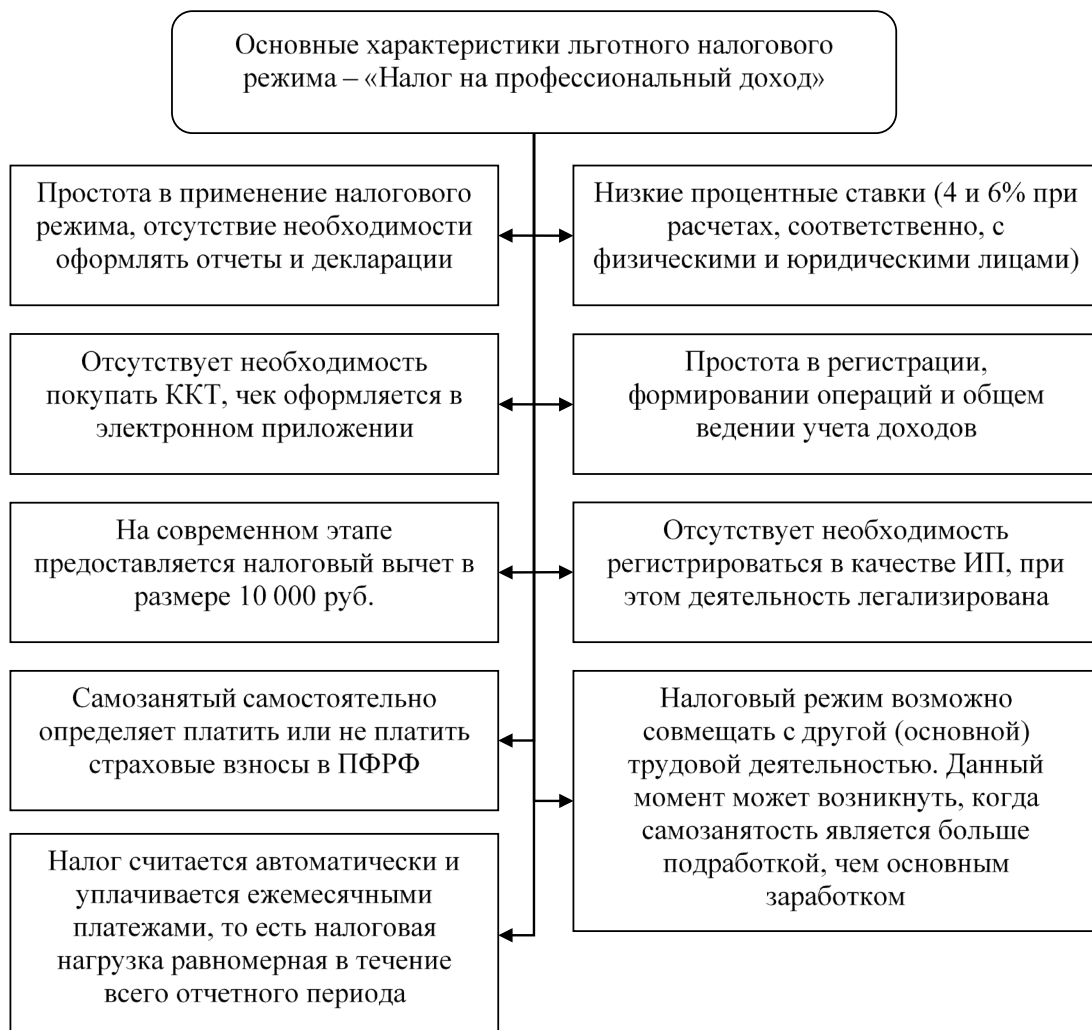 Основные характеристики льготного налогового
режима – «Налог на профессиональный доход»
Простота в применение налогового
режима, отсутствие необходимости
оформлять отчеты и декларации
Низкие процентные ставки (4 и 6% при
расчетах, соответственно, с
физическими и юридическими лицами)
Отсутствует необходимость
покупать ККТ, чек оформляется в
электронном приложении
Простота в регистрации,
формировании операций и общем
ведении учета доходов
На современном этапе
предоставляется налоговый вычет в
размере 10 000 руб.
Отсутствует необходимость
регистрироваться в качестве ИП, при
этом деятельность легализирована
Самозанятый самостоятельно
определяет платить или не платить
страховые взносы в ПФРФ
Налоговый режим возможно
совмещать с другой (основной)
трудовой деятельностью. Данный
момент может возникнуть, когда
самозанятость является больше
подработкой, чем основным
заработком
Налог считается автоматически и
уплачивается ежемесячными
платежами, то есть налоговая
нагрузка равномерная в течение
всего отчетного периода